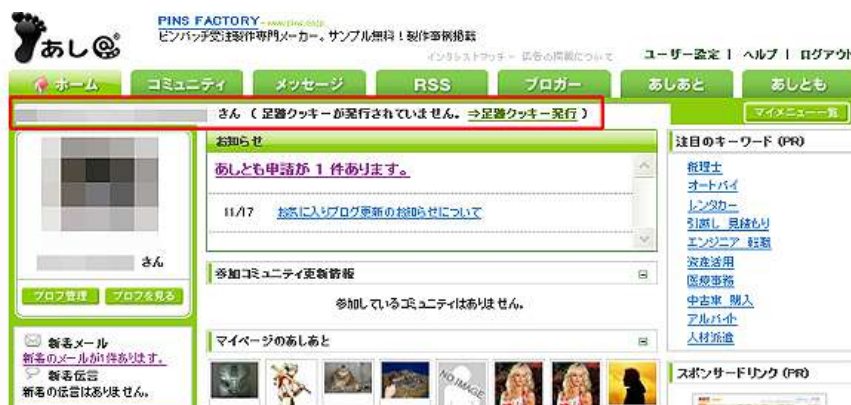 あし@
PINS FACTORY
ピンバッチ受注製作専門メーカー。サンプル無料！製作事例掲載
ユーザー設定 | ヘルプ | ログアウ
ホーム コミュニティ メッセージ RSS ブロガー あしあと あしとも
さん ( 足跡クッキーが発行されていません。⇒足跡クッキー発行 )
マイメニュー一覧
お知らせ
あしとも申請が 1 件あります。
11/17 お気に入りブログ更新のお知らせについて
さん
プロフ管理 プロフを見る
新着メール
新着のメールが1件あります。
新着伝言
新着の伝言はありません。
参加コミュニティ更新情報
参加しているコミュニティはありません。
マイページのあしあと
NO IMAGE
注目のキーワード (PR)
税理士
オートバイ
レンタカー
引越し 見積もり
エンジニア 転職
資産活用
医療事務
中古車 購入
アルバイト
人材派遣
スポンサードリンク (PR)